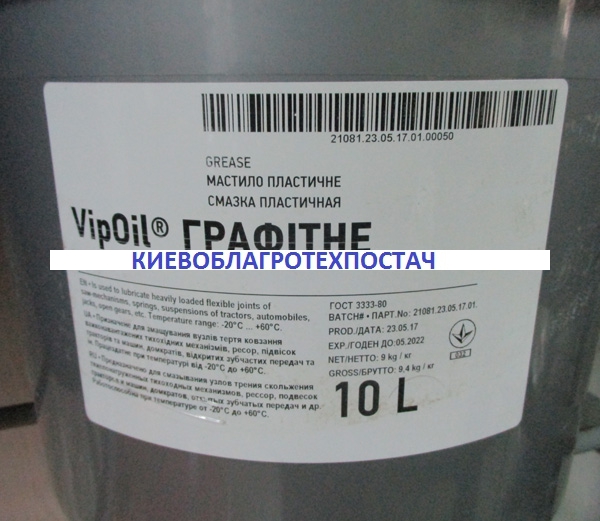 21081.23.05.17.01.00050
GREASE
МАСТИЛО ПЛАСТИЧНЕ
СМАЗКА ПЛАСТИЧНАЯ
VipOil® ГРАФІТНЕ
КИЕВОБЛАГРОТЕХПОСТАЧ
EN • Is used to lubricate heavily loaded flexible joints of
mechanisms, springs, suspensions of tractors, automobiles,
jacks, open gears, etc. Temperature range: -20°C ... +60°C.
UA • Призначене для змащування вузлів тертя ковзання
важконавантажених тихохідних механізмів, ресор, підвісок
тракторів та машин, домкратів, відкритих зубчастих передач та
ін. Працездатне при температурі від -20°C до +60°C.
RU • Предназначено для смазывания узлов трения скольжения
тяжелонагруженных тихоходных механизмов, рессор, подвесок
тракторов и машин, домкратов, открытых зубчатых передач и др.
Работоспособна при температуре от -20°C до +60°C.
ГОСТ 3333-80
BATCH# • ПАРТ.No: 21081.23.05.17.01.
PROD./ДАТА: 23.05.17
EXP./ГОДЕН ДО:05.2022
NET/НЕТТО: 9 kg / кг
GROSS/БРУТТО: 9,4 kg / кг
032
10 L